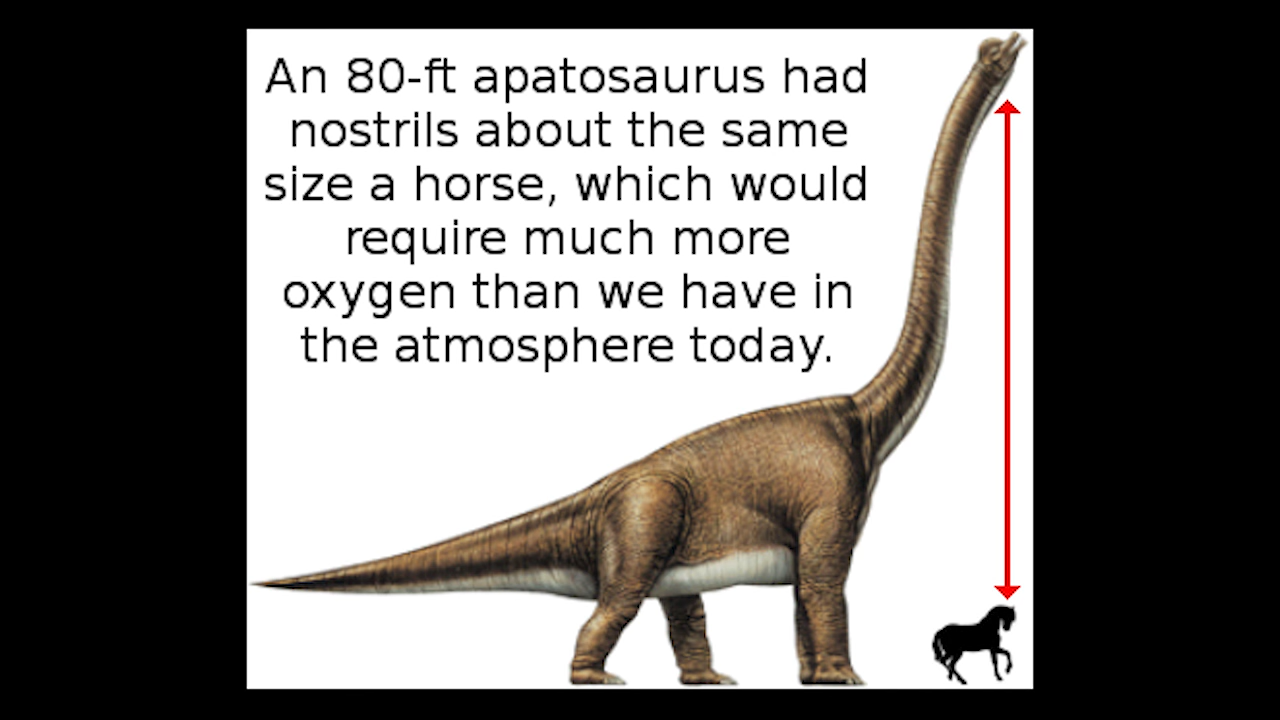 An 80-ft apatosaurus had
nostrils about the same
size a horse, which would
require much more
oxygen than we have in
the atmosphere today.